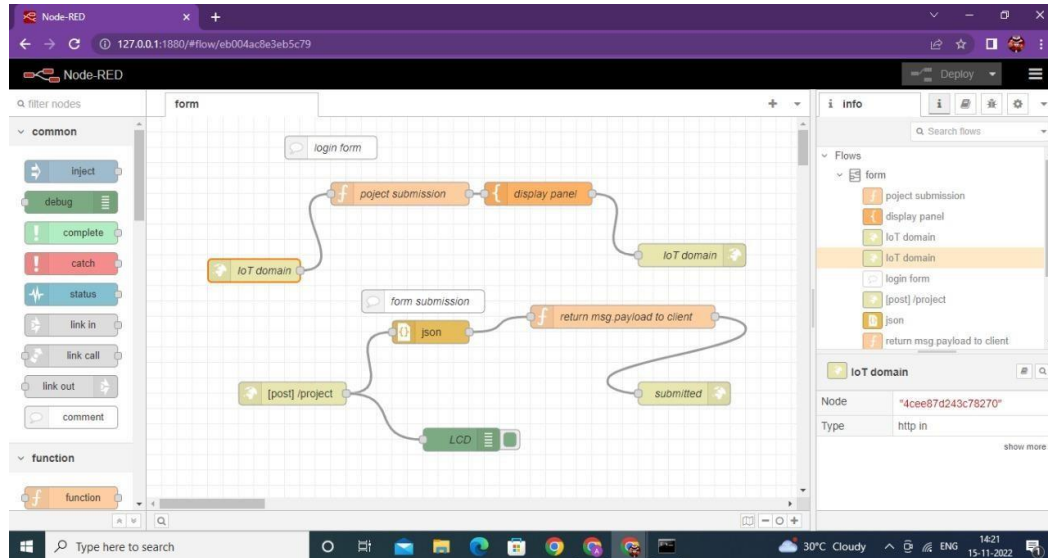 Node-RED
127.0.0.1:1880/#flow/eb004ac8e3eb5c79
Node-RED
Deploy
filter nodes
form
i info
i
Search flows
common
inject
debug
complete
catch
status
link in
link call
link out
comment
function
function
login form
poject submission
display panel
IoT domain
IoT domain
form submission
json
return msg.payload to client
[post] /project
submitted
LCD
Flows
form
poject submission
display panel
IoT domain
IoT domain
login form
[post] /project
json
return msg.payload to client
IoT domain
Node "4cee87d243c78270"
Type http in
show more
Type here to search
30°C Cloudy
ENG
14:21
15-11-2022